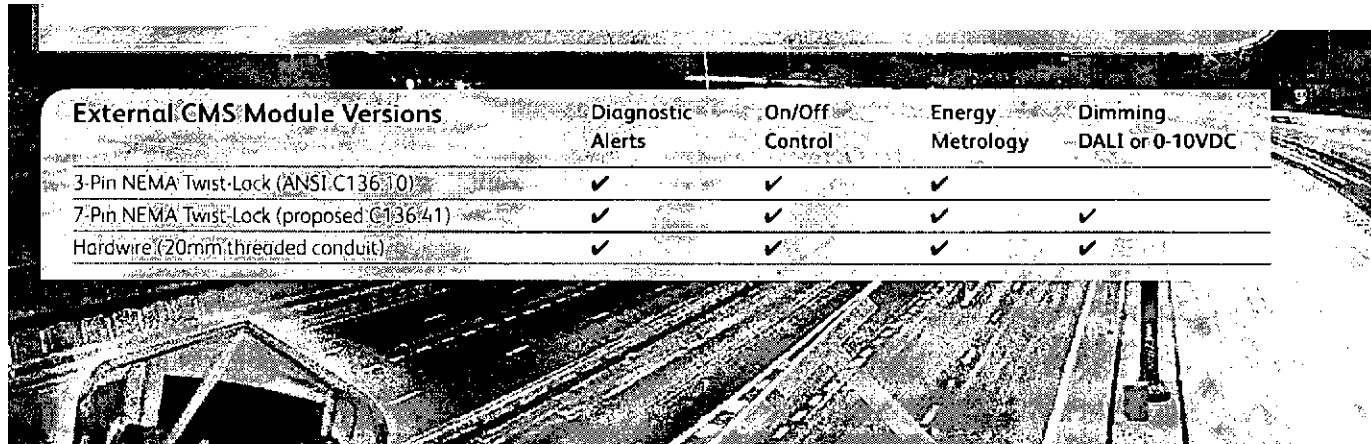 External CMS Module Versions Diagnostic Alerts On/Off Control Energy Metrology Dimming DALI or 0-10VDC
3-Pin NEMA Twist-Lock (ANSI C136.10) ✔ ✔ ✔
7-Pin NEMA Twist-Lock (proposed C136.41) ✔ ✔ ✔ ✔
Hardwire (20mm threaded conduit) ✔ ✔ ✔ ✔